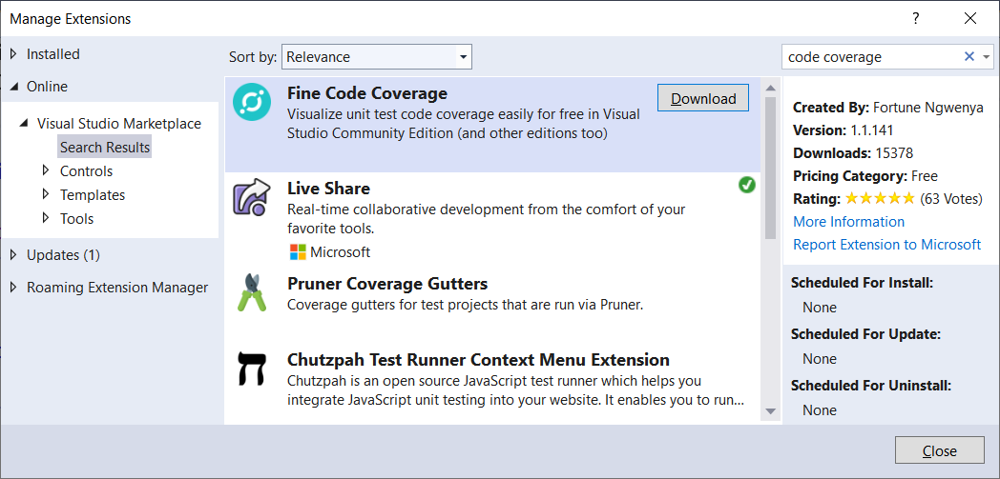 Manage Extensions
?
Installed
Online
Visual Studio Marketplace
Search Results
Controls
Templates
Tools
Updates (1)
Roaming Extension Manager
Sort by: Relevance
Fine Code Coverage
Download
Visualize unit test code coverage easily for free in Visual
Studio Community Edition (and other editions too)
Live Share
Real-time collaborative development from the comfort of your
favorite tools.
Microsoft
Pruner Coverage Gutters
Coverage gutters for test projects that are run via Pruner.
ח
Chutzpah Test Runner Context Menu Extension
Chutzpah is an open source JavaScript test runner which helps you
integrate JavaScript unit testing into your website. It enables you to run...
code coverage
Created By: Fortune Ngwenya
Version: 1.1.141
Downloads: 15378
Pricing Category: Free
Rating: (63 Votes)
More Information
Report Extension to Microsoft
Scheduled For Install:
None
Scheduled For Update:
None
Scheduled For Uninstall:
None
Close